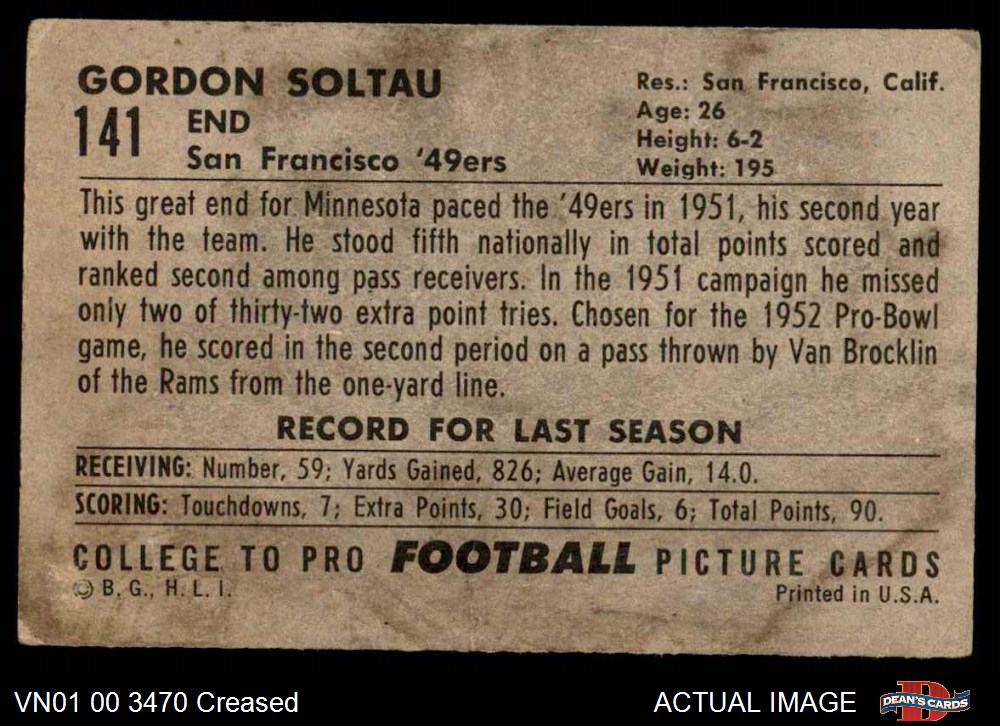 GORDON SOLTAU
141
END
San Francisco '49ers
Res.: San Francisco, Calif.
Age: 26
Height: 6-2
Weight: 195
This great end for Minnesota paced the '49ers in 1951, his second year
with the team. He stood fifth nationally in total points scored and
ranked second among pass receivers. In the 1951 campaign he missed
only two of thirty-two extra point tries. Chosen for the 1952 Pro-Bowl
game, he scored in the second period on a pass thrown by Van Brocklin
of the Rams from the one-yard line.
RECORD FOR LAST SEASON
RECEIVING: Number, 59; Yards Gained, 826; Average Gain, 14.0.
SCORING: Touchdowns, 7; Extra Points, 30; Field Goals, 6; Total Points, 90.
COLLEGE TO PRO FOOTBALL PICTURE CARDS
© B. G., H. L. I.
Printed in U.S.A.
VN01 00 3470 Creased
ACTUAL IMAGE
D
DEAN'S CARDS